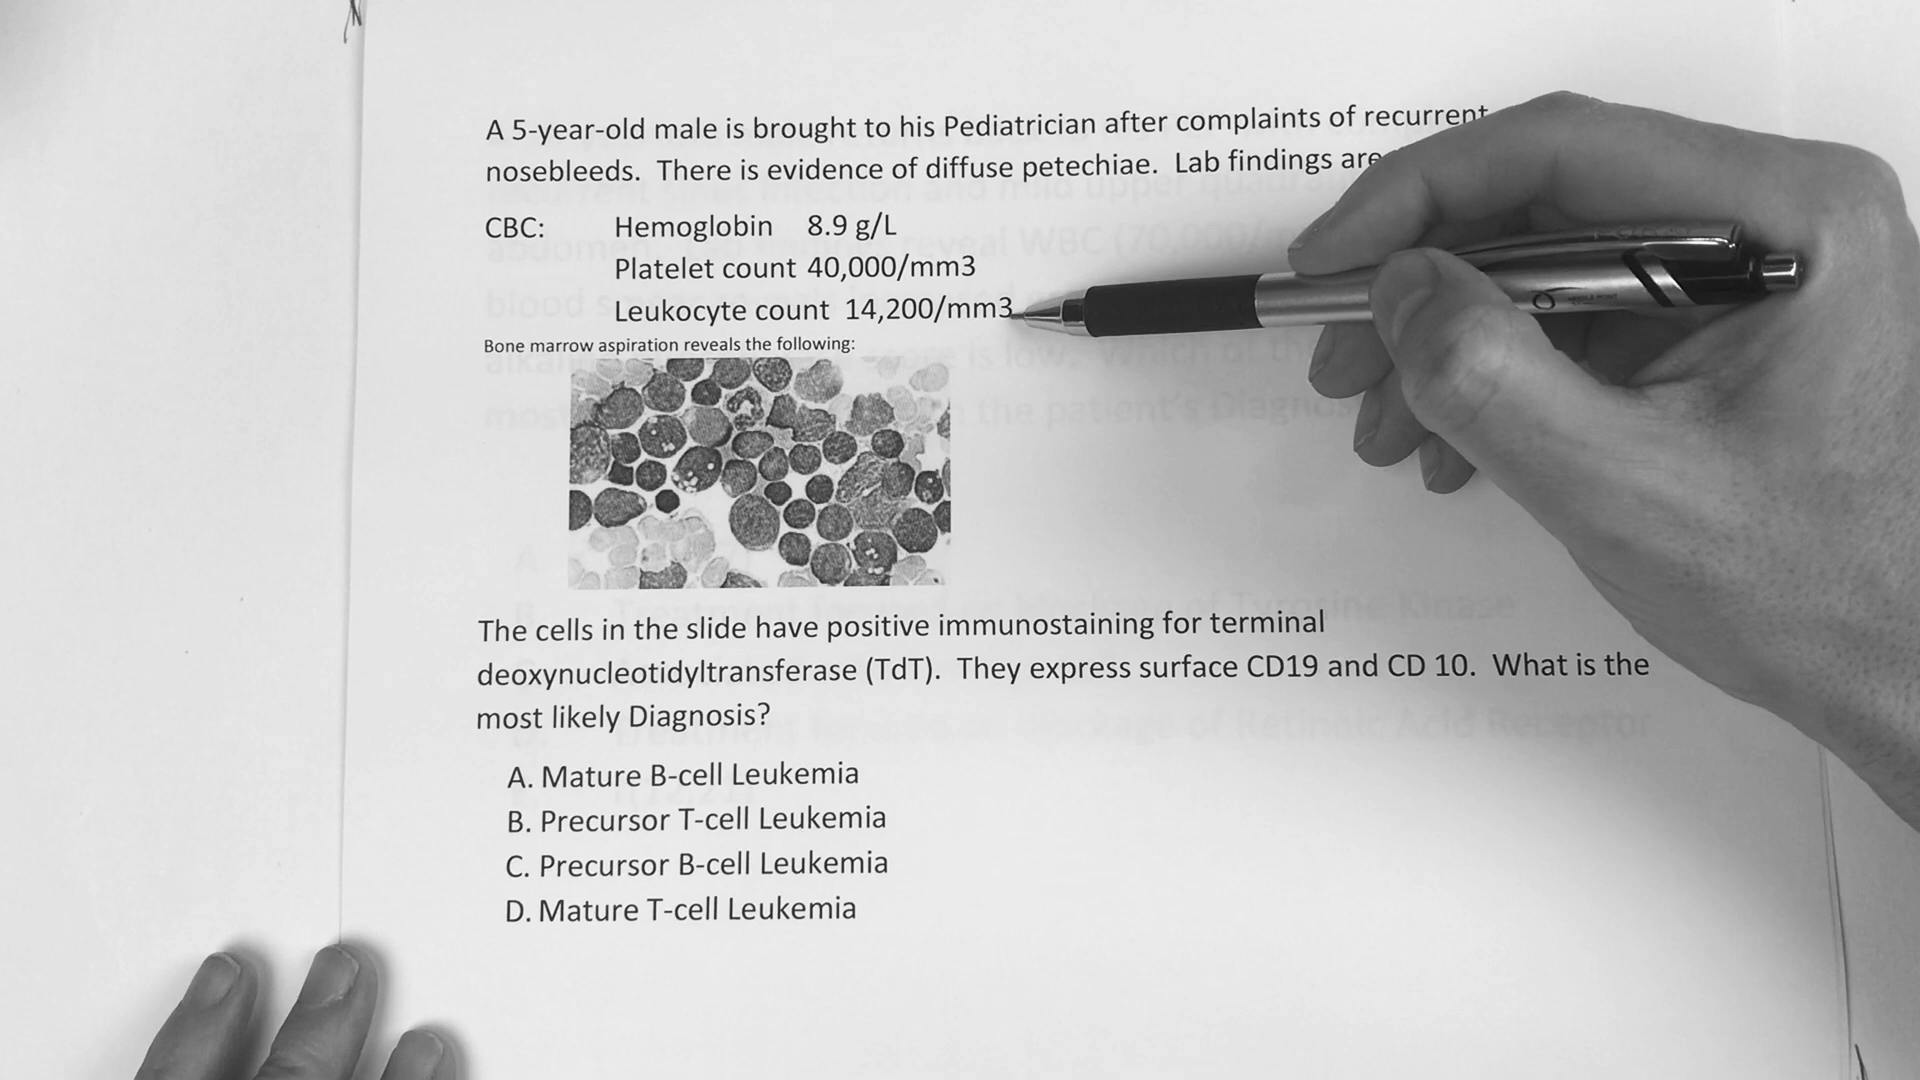 A 5-year-old male is brought to his Pediatrician after complaints of recurrent
nosebleeds. There is evidence of diffuse petechiae. Lab findings are
CBC: Hemoglobin 8.9 g/L
Platelet count 40,000/mm3
Leukocyte count 14,200/mm3
Bone marrow aspiration reveals the following:
The cells in the slide have positive immunostaining for terminal
deoxynucleotidyltransferase (TdT). They express surface CD19 and CD 10. What is the
most likely Diagnosis?
A. Mature B-cell Leukemia
B. Precursor T-cell Leukemia
C. Precursor B-cell Leukemia
D. Mature T-cell Leukemia